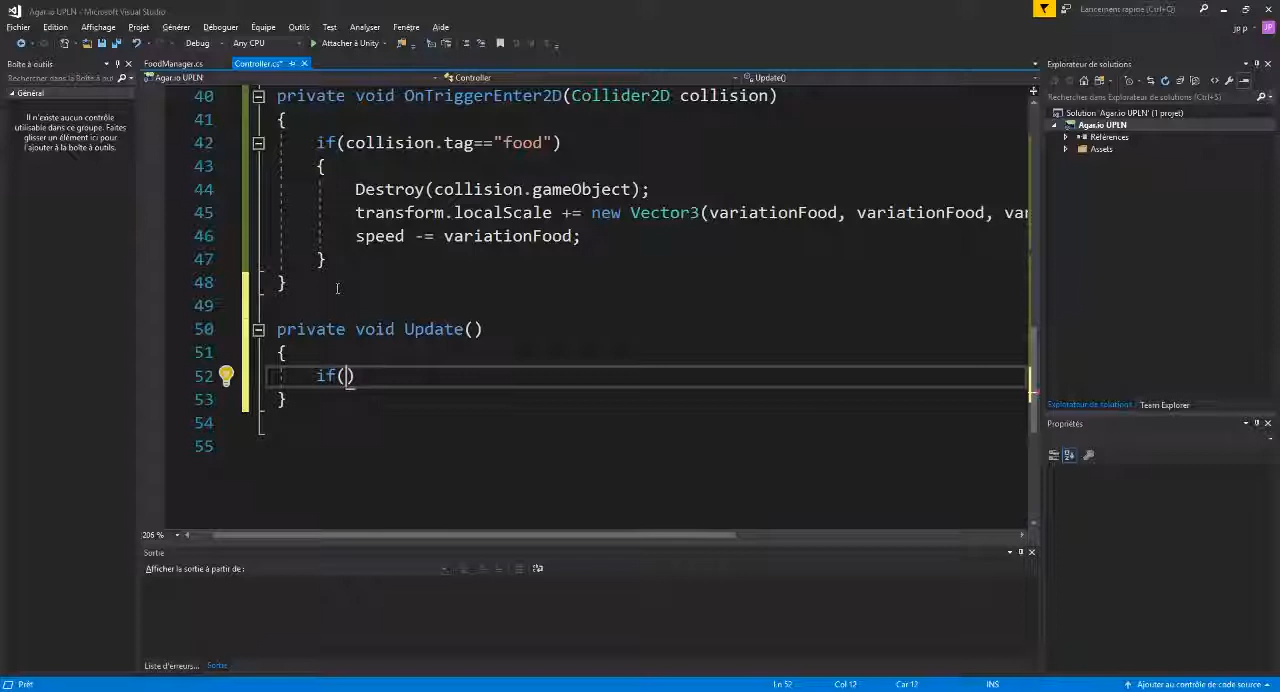 Agar.io UPLN - Microsoft Visual Studio
Lancement rapide (Ctrl+Q)
Fichier Edition Affichage Projet Générer Déboguer Équipe Outils Test Analyser Fenêtre Aide
jp p JP
Debug Any CPU Attacher à Unity
Boîte à outils
FoodManager.cs Controller.cs*
Explorateur de solutions
Rechercher dans la Boîte à out
Agar.io UPLN Controller Update()
Général
Rechercher dans Explorateur de solutions (Ctrl+$)
Il n'existe aucun contrôle
utilisable dans ce groupe. Faites
glisser un élément ici pour
l'ajouter à la boîte à outils.
Solution 'Agar.io UPLN' (1 projet)
Agar.io UPLN
Références
Assets
40 private void OnTriggerEnter2D(Collider2D collision)
41 {
42 if(collision.tag=="food")
43 {
44 Destroy(collision.gameObject);
45 transform.localScale += new Vector3(variationFood, variationFood, var
46 speed -= variationFood;
47 }
48 }
49
50 private void Update()
51 {
52 if()
53 }
54
55
Explorateur de solutions Team Explorer
Propriétés
206 %
Sortie
Afficher la sortie à partir de :
Liste d'erreurs... Sortie
Prêt Ln 52 Col 12 Car 12 INS Ajouter au contrôle de code source